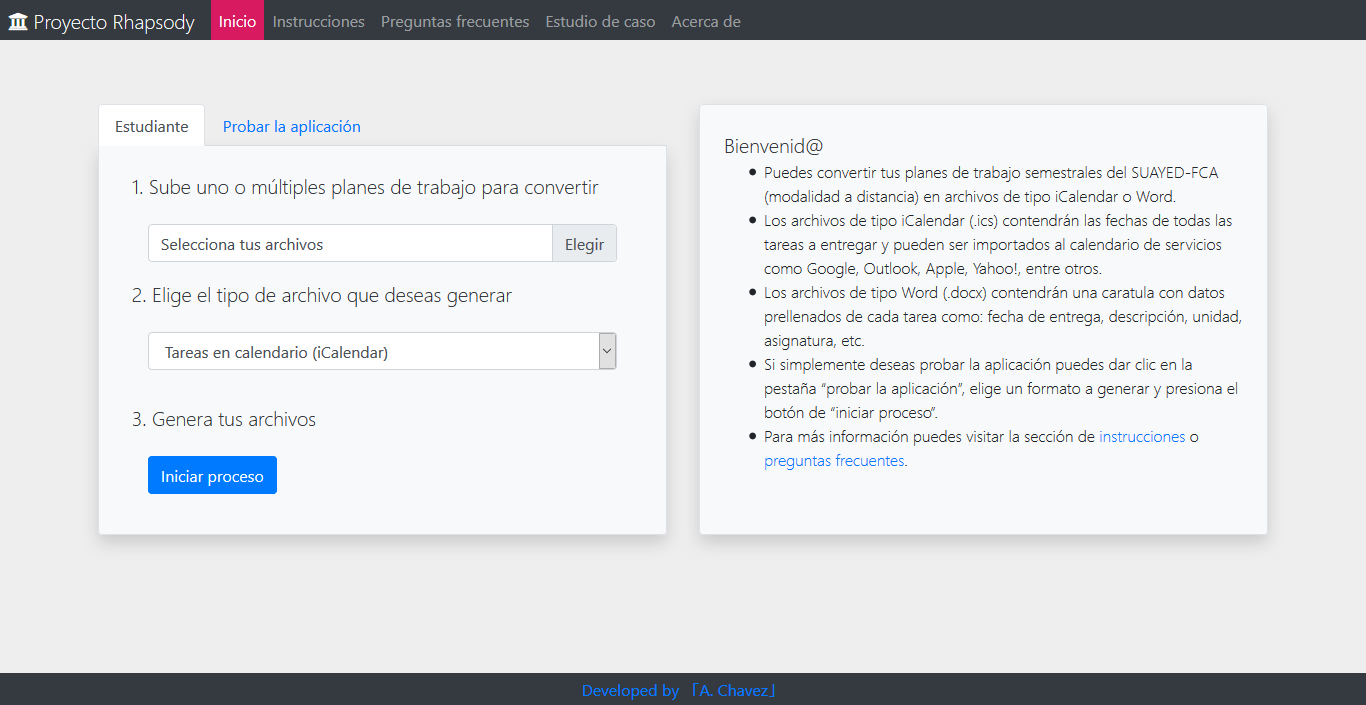 Proyecto Rhapsody Inicio Instrucciones Preguntas frecuentes Estudio de caso Acerca de
Estudiante Probar la aplicación
1. Sube uno o múltiples planes de trabajo para convertir
Selecciona tus archivos Elegir
2. Elige el tipo de archivo que deseas generar
Tareas en calendario (iCalendar)
3. Genera tus archivos
Iniciar proceso
Bienvenid@
• Puedes convertir tus planes de trabajo semestrales del SUAYED-FCA
(modalidad a distancia) en archivos de tipo iCalendar o Word.
• Los archivos de tipo iCalendar (.ics) contendrán las fechas de todas las
tareas a entregar y pueden ser importados al calendario de servicios
como Google, Outlook, Apple, Yahoo!, entre otros.
• Los archivos de tipo Word (.docx) contendrán una caratula con datos
prellenados de cada tarea como: fecha de entrega, descripción, unidad,
asignatura, etc.
• Si simplemente deseas probar la aplicación puedes dar clic en la
pestaña “probar la aplicación”, elige un formato a generar y presiona el
botón de “iniciar proceso”.
• Para más información puedes visitar la sección de instrucciones o
preguntas frecuentes.
Developed by 「A. Chavez」